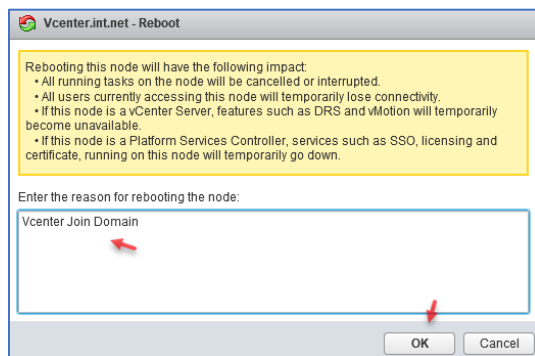 Vcenter.int.net - Reboot
Rebooting this node will have the following impact:
• All running tasks on the node will be cancelled or interrupted.
• All users currently accessing this node will temporarily lose connectivity.
• If this node is a vCenter Server, features such as DRS and vMotion will temporarily
become unavailable.
• If this node is a Platform Services Controller, services such as SSO, licensing and
certificate, running on this node will temporarily go down.
Enter the reason for rebooting the node:
Vcenter Join Domain
OK Cancel